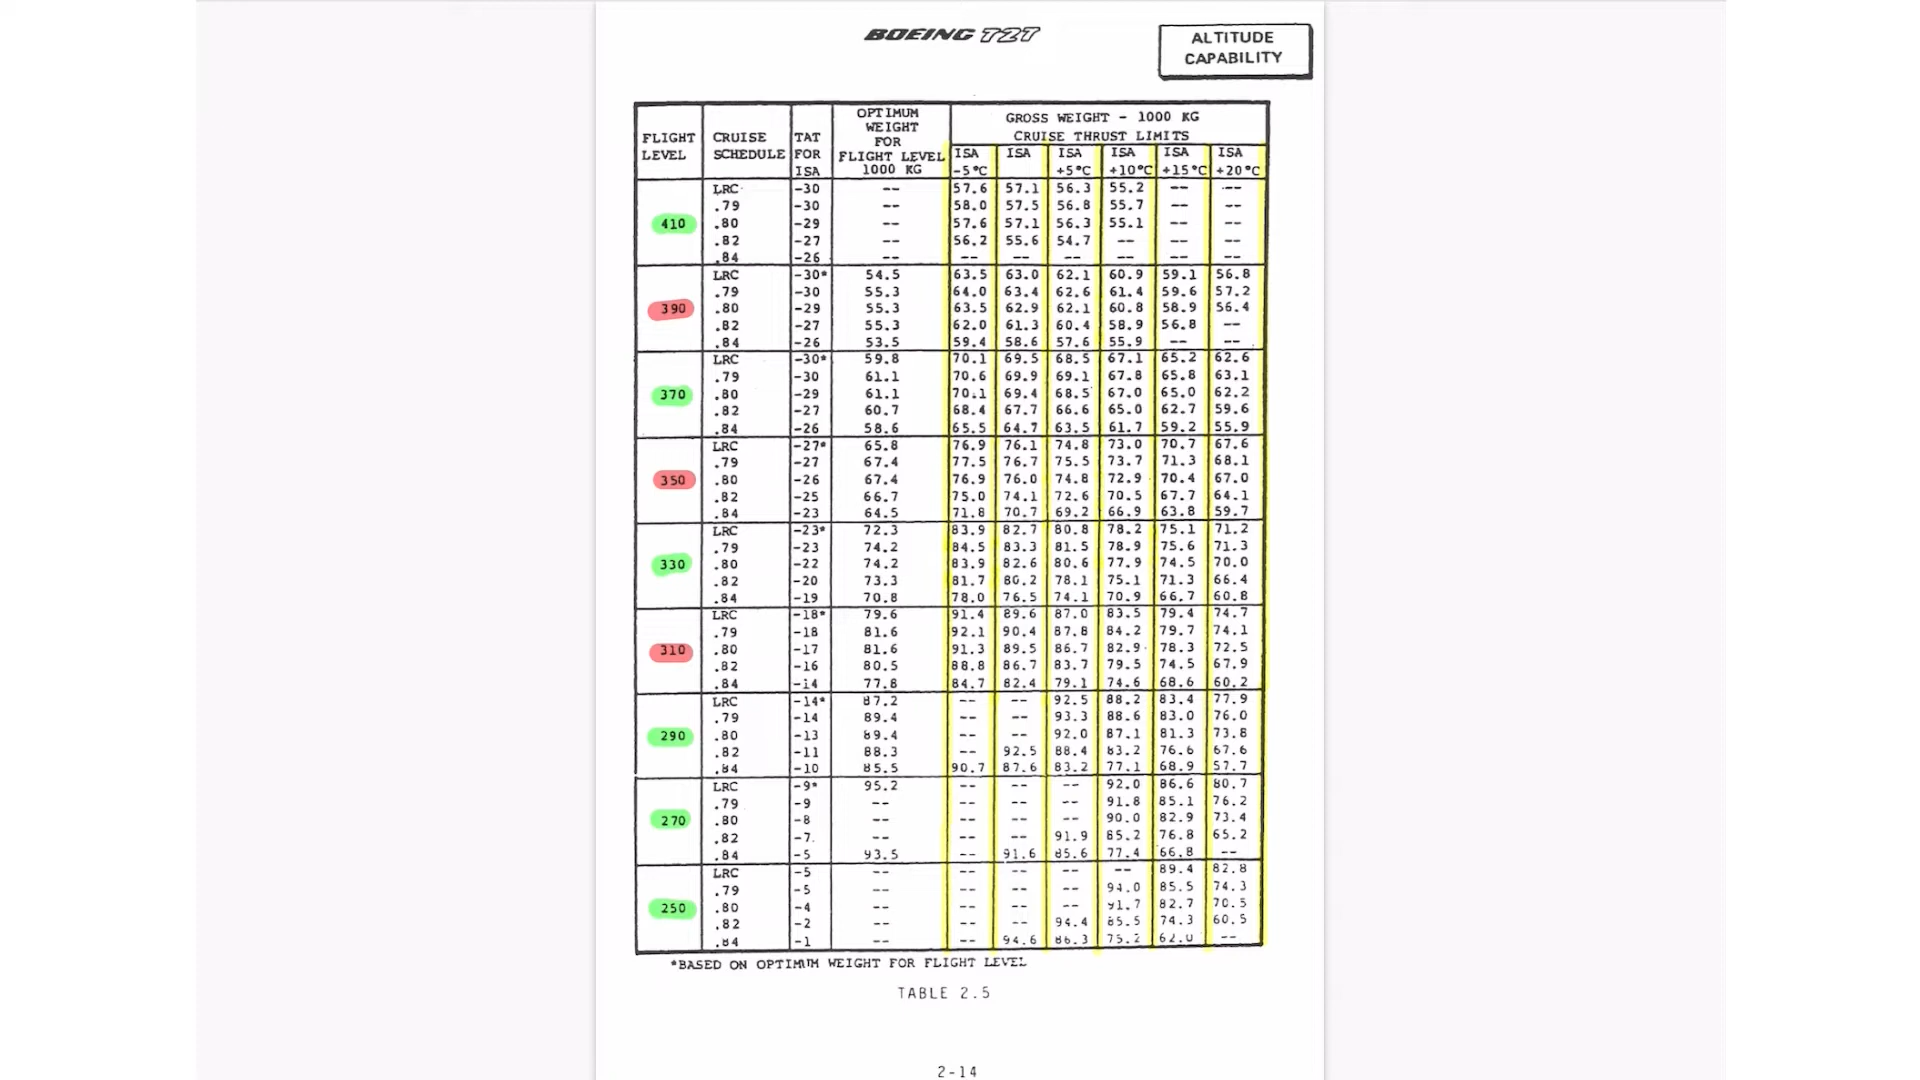 BOEING 727
ALTITUDE
CAPABILITY
FLIGHT LEVEL CRUISE SCHEDULE TAT FOR ISA OPTIMUM WEIGHT FOR FLIGHT LEVEL 1000 KG GROSS WEIGHT - 1000 KG
CRUISE THRUST LIMITS
ISA -5°C ISA ISA +5°C ISA +10°C ISA +15°C ISA +20°C
LRC -30 -- 57.6 57.1 56.3 55.2 -- --
.79 -30 -- 58.0 57.5 56.8 55.7 -- --
410 .80 -29 -- 57.6 57.1 56.3 55.1 -- --
.82 -27 -- 56.2 55.6 54.7 -- -- --
.84 -26 -- -- -- -- -- -- --
LRC -30* 54.5 63.5 63.0 62.1 60.9 59.1 56.8
.79 -30 55.3 64.0 63.4 62.6 61.4 59.6 57.2
390 .80 -29 55.3 63.5 62.9 62.1 60.8 58.9 56.4
.82 -27 55.3 62.0 61.3 60.4 58.9 56.8 --
.84 -26 53.5 59.4 58.6 57.6 55.9 -- --
LRC -30* 59.8 70.1 69.5 68.5 67.1 65.2 62.6
.79 -30 61.1 70.6 69.9 69.1 67.8 65.8 63.1
370 .80 -29 61.1 70.1 69.4 68.5 67.0 65.0 62.2
.82 -27 60.7 68.4 67.7 66.6 65.0 62.7 59.6
.84 -26 58.6 65.5 64.7 63.5 61.7 59.2 55.9
LRC -27* 65.8 76.9 76.1 74.8 73.0 70.7 67.6
.79 -27 67.4 77.5 76.7 75.5 73.7 71.3 68.1
350 .80 -26 67.4 76.9 76.0 74.8 72.9 70.4 67.0
.82 -25 66.7 75.0 74.1 72.6 70.5 67.7 64.1
.84 -23 64.5 71.8 70.7 69.2 66.9 63.8 59.7
LRC -23* 72.3 83.9 82.7 80.8 78.2 75.1 71.2
.79 -23 74.2 84.5 83.3 81.5 78.9 75.6 71.3
330 .80 -22 74.2 83.9 82.6 80.6 77.9 74.5 70.0
.82 -20 73.3 81.7 80.2 78.1 75.1 71.3 66.4
.84 -19 70.8 78.0 76.5 74.1 70.9 66.7 60.8
LRC -18* 79.6 91.4 89.6 87.0 83.5 79.4 74.7
.79 -18 81.6 92.1 90.4 87.8 84.2 79.7 74.1
310 .80 -17 81.6 91.3 89.5 86.7 82.9 78.3 72.5
.82 -16 80.5 88.8 86.7 83.7 79.5 74.5 67.9
.84 -14 77.8 84.7 82.4 79.1 74.6 68.6 60.2
LRC -14* 87.2 -- -- 92.5 88.2 83.4 77.9
.79 -14 89.4 -- -- 93.3 88.6 83.0 76.0
290 .80 -13 89.4 -- -- 92.0 87.1 81.3 73.8
.82 -11 88.3 -- 92.5 88.4 83.2 76.6 67.6
.84 -10 85.5 90.7 87.6 83.2 77.1 68.9 57.7
LRC -9* 95.2 -- -- -- 92.0 86.6 80.7
.79 -9 -- -- -- -- 91.8 85.1 76.2
270 .80 -8 -- -- -- -- 90.0 82.9 73.4
.82 -7 -- -- -- 91.9 85.2 76.8 65.2
.84 -5 93.5 -- 91.6 85.6 77.4 66.8 --
LRC -5 -- -- -- -- -- 89.4 82.8
.79 -5 -- -- -- -- 94.0 85.5 74.3
250 .80 -4 -- -- -- -- 91.7 82.7 70.5
.82 -2 -- -- -- 94.4 85.5 74.3 60.5
.84 -1 -- -- 94.6 86.3 75.2 62.0 --
*BASED ON OPTIMUM WEIGHT FOR FLIGHT LEVEL
TABLE 2.5
2-14